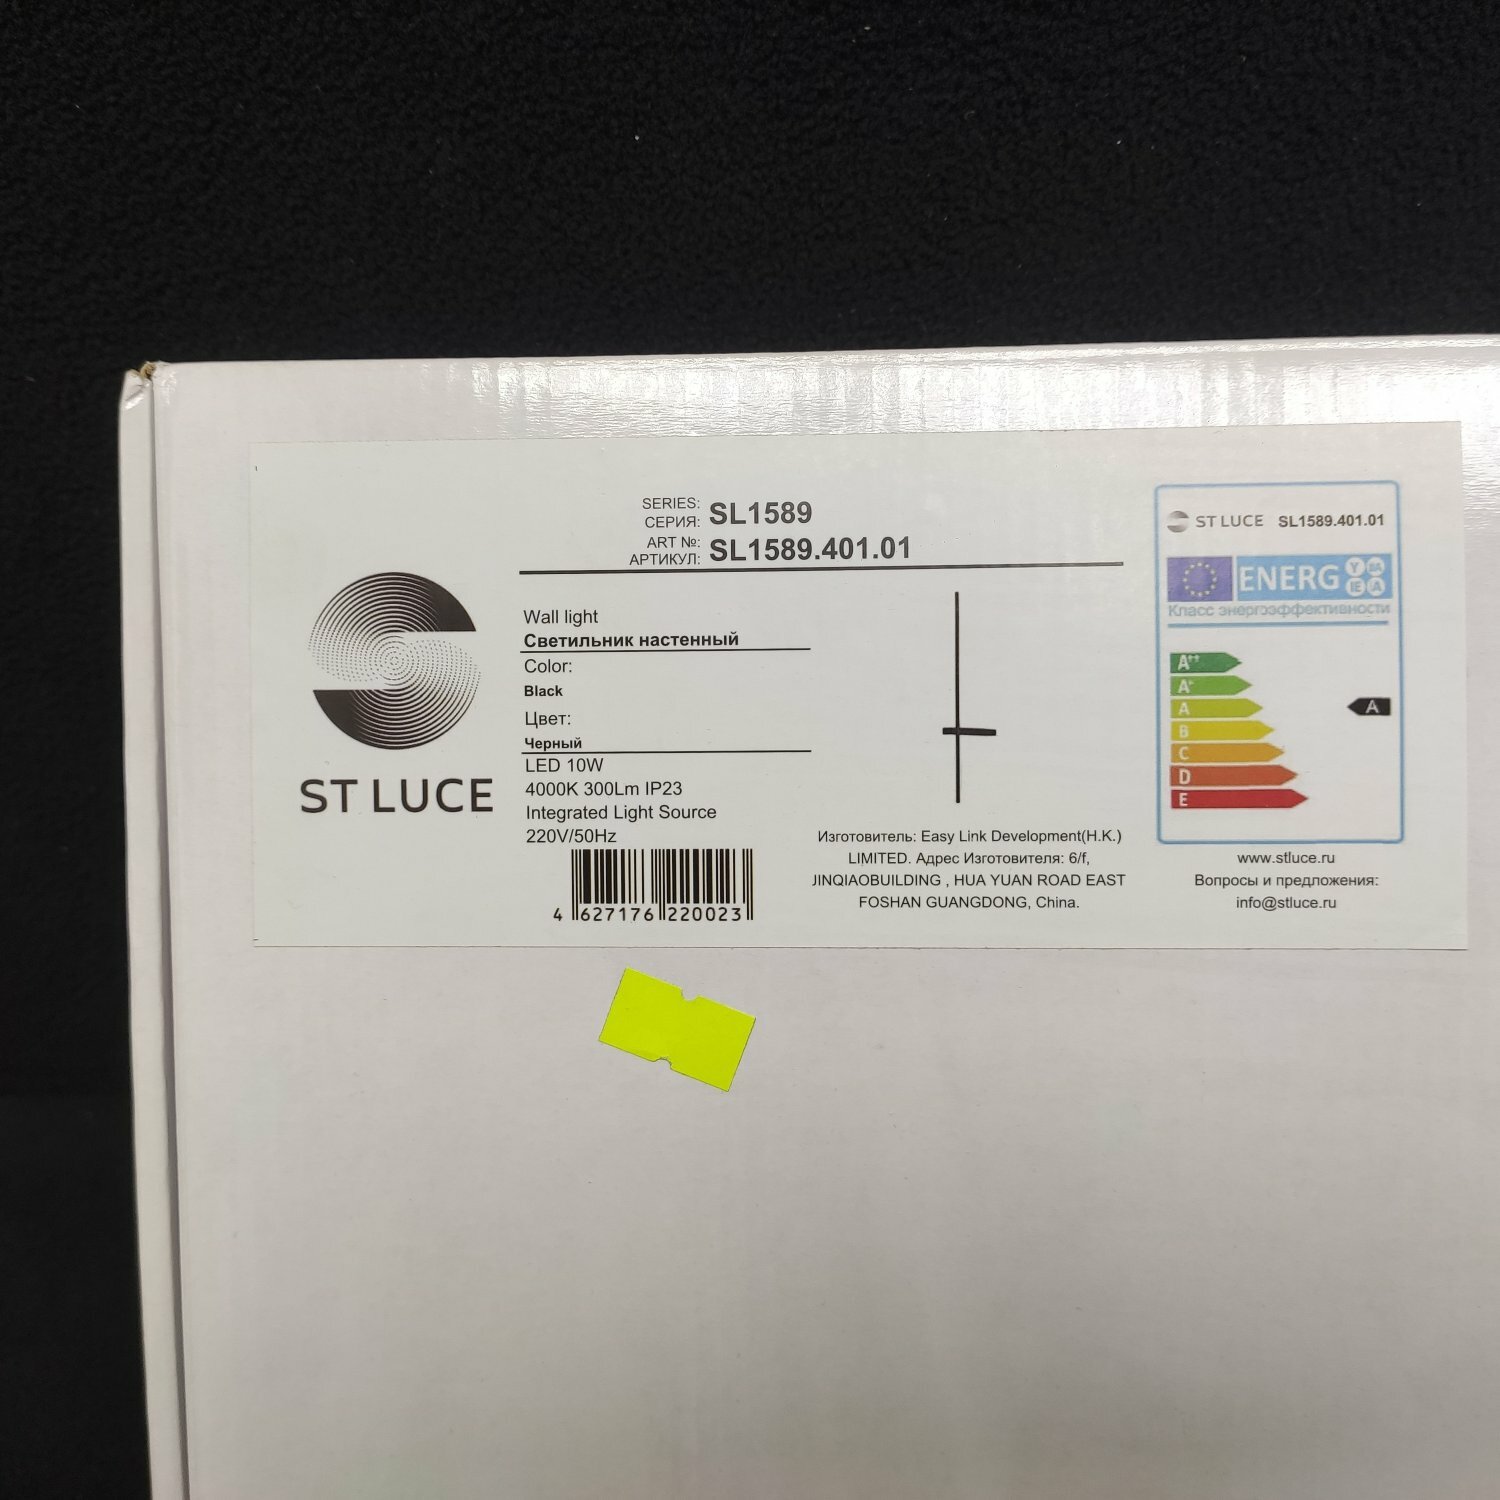 SERIES:
СЕРИЯ: SL1589
ART №:
АРТИКУЛ: SL1589.401.01
ST LUCE
Wall light
Светильник настенный
Color:
Black
Цвет:
Черный
LED 10W
4000K 300Lm IP23
Integrated Light Source
220V/50Hz
4 627176 220023
Изготовитель: Easy Link Development(H.K.)
LIMITED. Адрес Изготовителя: 6/f,
JINQIAOBUILDING , HUA YUAN ROAD EAST
FOSHAN GUANGDONG, China.
ST LUCE SL1589.401.01
ENERG Y IE IA
Класс энергоэффективности
A++
A+
A
A
B
C
D
E
www.stluce.ru
Вопросы и предложения:
info@stluce.ru